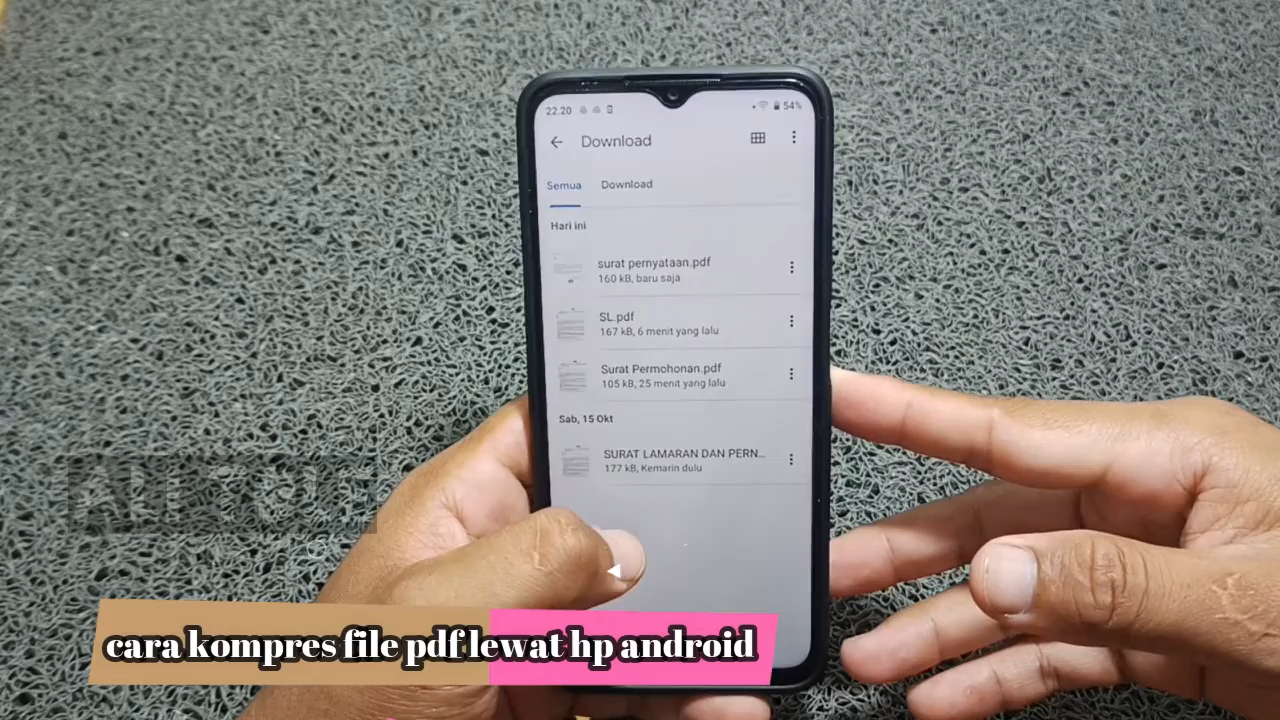 22.20
54%
Download
Semua
Download
Hari ini
surat pernyataan.pdf
160 kB, baru saja
SL.pdf
167 kB, 6 menit yang lalu
Surat Permohonan.pdf
105 kB, 25 menit yang lalu
Sab, 15 Okt
SURAT LAMARAN DAN PERN...
177 kB, Kemarin dulu
cara kompres file pdf lewat hp android